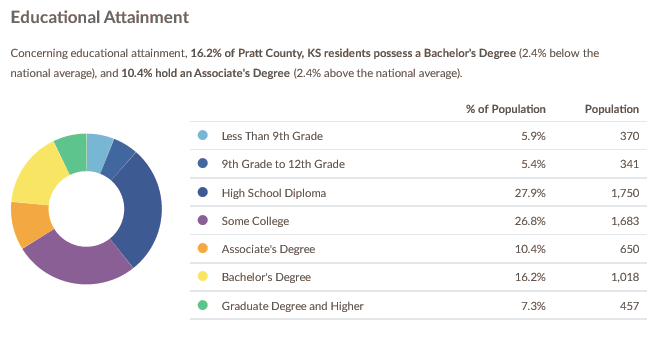 Educational Attainment
Concerning educational attainment, 16.2% of Pratt County, KS residents possess a Bachelor's Degree (2.4% below the
national average), and 10.4% hold an Associate's Degree (2.4% above the national average).
% of Population Population
Less Than 9th Grade 5.9% 370
9th Grade to 12th Grade 5.4% 341
High School Diploma 27.9% 1,750
Some College 26.8% 1,683
Associate's Degree 10.4% 650
Bachelor's Degree 16.2% 1,018
Graduate Degree and Higher 7.3% 457